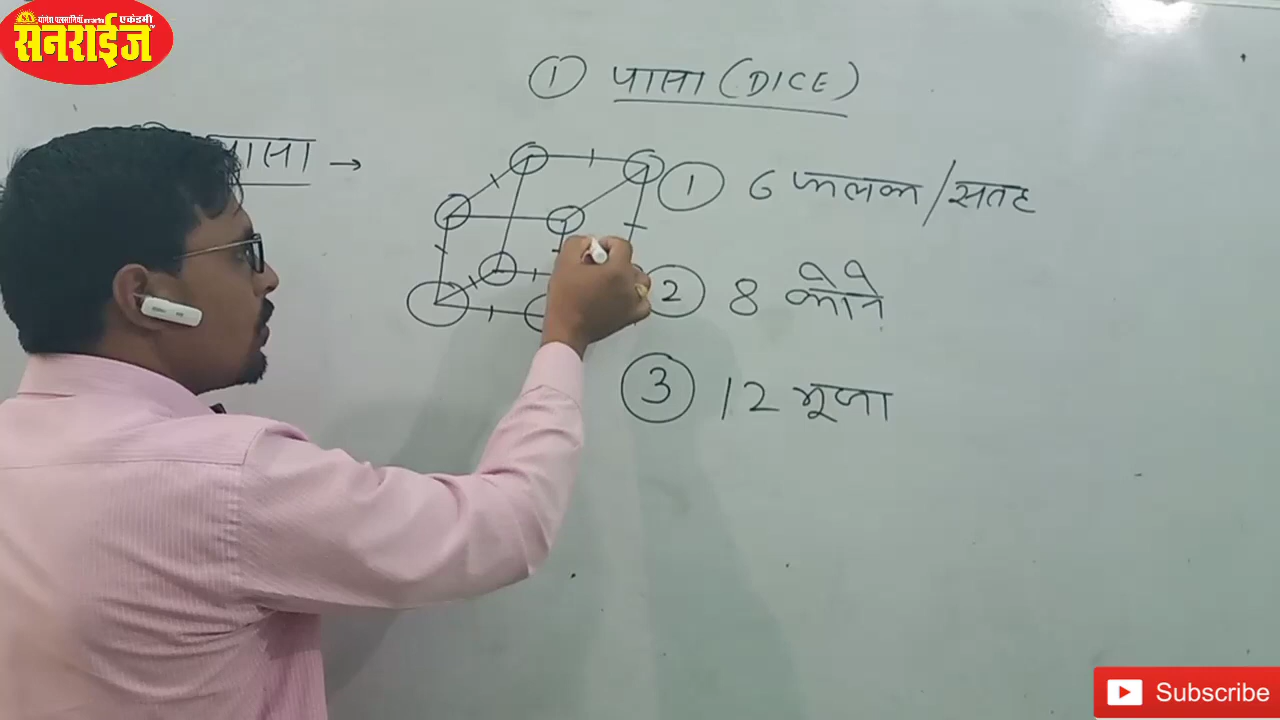 सनराईज
एकेडमी
① पासा (DICE)
पासा →
① 6 फलक/सतह
② 8 कोने
③ 12 भूजा
Subscribe